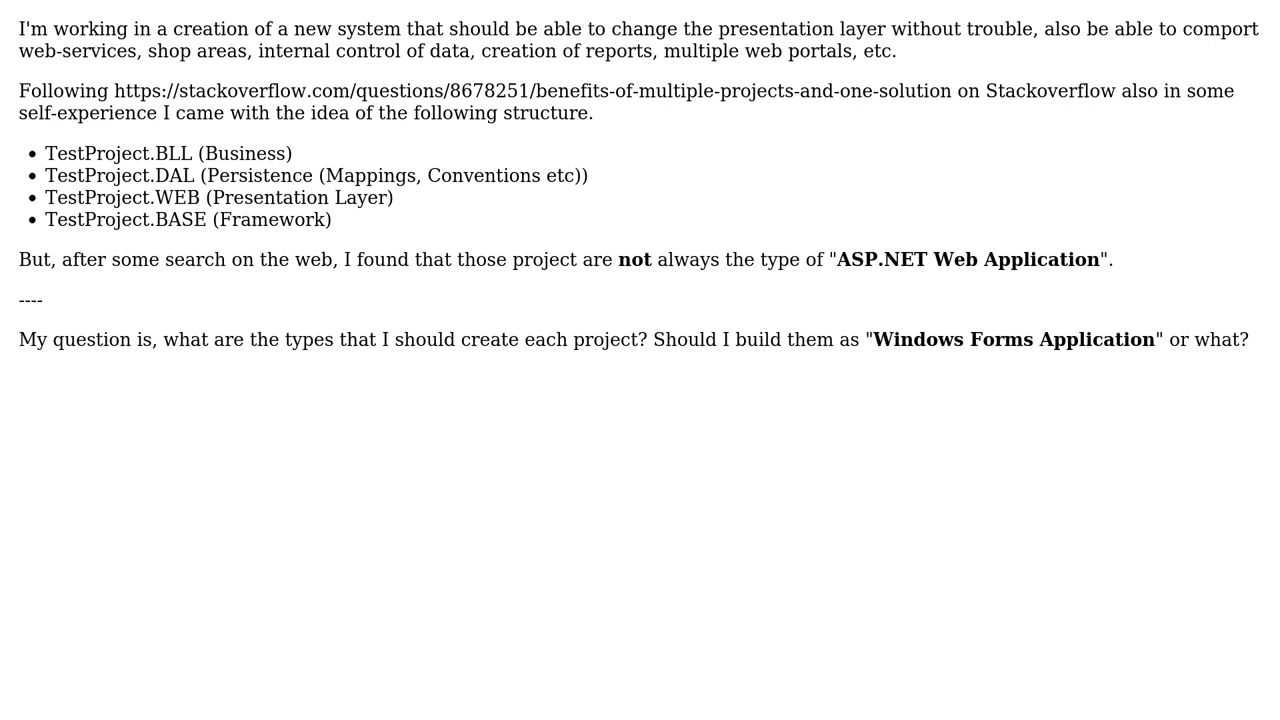 I'm working in a creation of a new system that should be able to change the presentation layer without trouble, also be able to comport
web-services, shop areas, internal control of data, creation of reports, multiple web portals, etc.
Following https://stackoverflow.com/questions/8678251/benefits-of-multiple-projects-and-one-solution on Stackoverflow also in some
self-experience I came with the idea of the following structure.
• TestProject.BLL (Business)
• TestProject.DAL (Persistence (Mappings, Conventions etc))
• TestProject.WEB (Presentation Layer)
• TestProject.BASE (Framework)
But, after some search on the web, I found that those project are not always the type of "ASP.NET Web Application".
----
My question is, what are the types that I should create each project? Should I build them as "Windows Forms Application" or what?